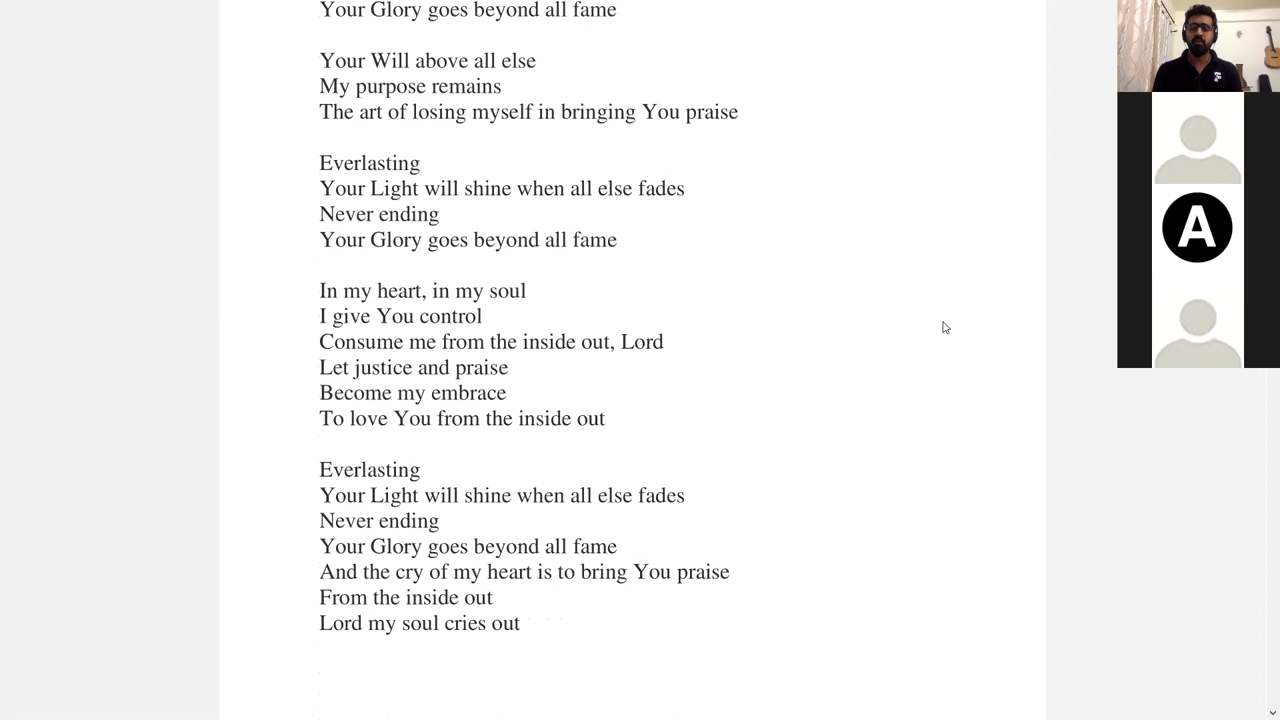 Your Glory goes beyond all fame
Your Will above all else
My purpose remains
The art of losing myself in bringing You praise
Everlasting
Your Light will shine when all else fades
Never ending
Your Glory goes beyond all fame
In my heart, in my soul
I give You control
Consume me from the inside out, Lord
Let justice and praise
Become my embrace
To love You from the inside out
Everlasting
Your Light will shine when all else fades
Never ending
Your Glory goes beyond all fame
And the cry of my heart is to bring You praise
From the inside out
Lord my soul cries out
A